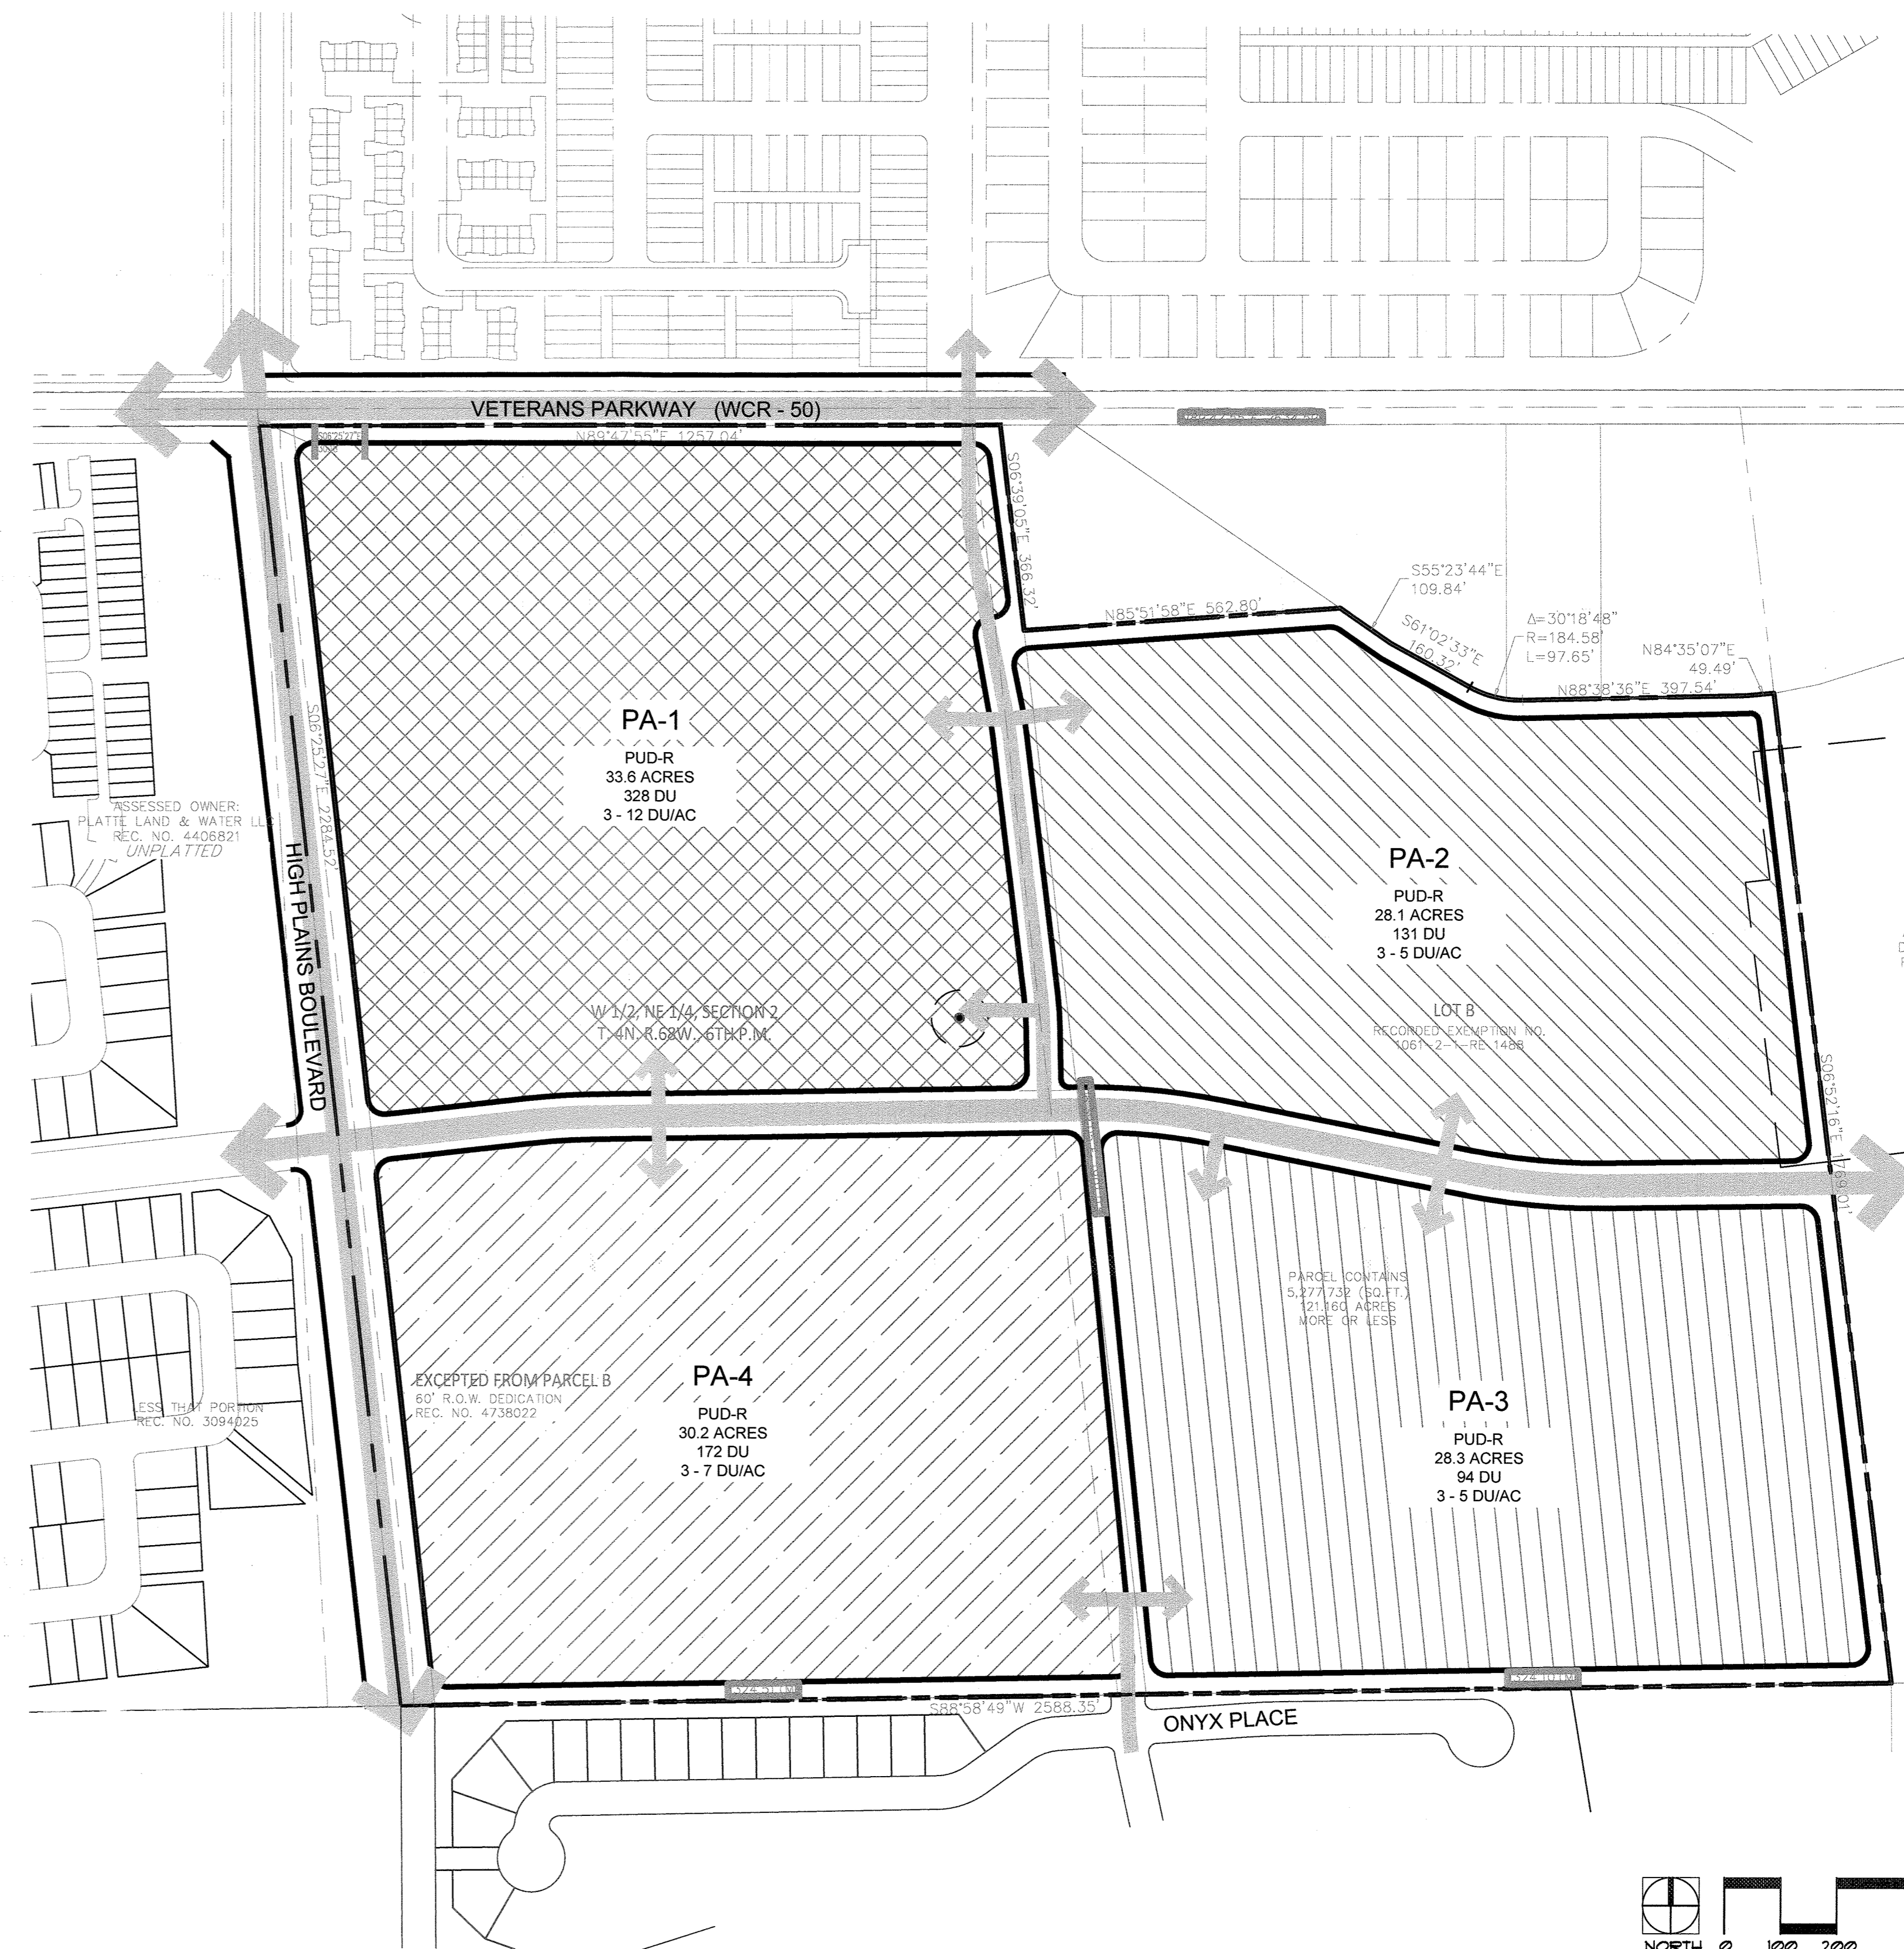 VETERANS PARKWAY (WCR - 50)
S06°25'27"E
N89°47'55"E 1257.04'
S06°39'05"E 366.32'
N85°51'58"E 562.80'
S55°23'44"E
109.84'
S61°02'33"E
160.32'
Δ=30°18'48"
R=184.58'
L=97.65'
N84°35'07"E
49.49'
N88°38'36"E 397.54'
PA-1
PUD-R
33.6 ACRES
328 DU
3 - 12 DU/AC
S06°25'27"E 2284.52'
ASSESSED OWNER:
PLATTE LAND & WATER LLC
REC. NO. 4406821
UNPLATTED
HIGH PLAINS BOULEVARD
PA-2
PUD-R
28.1 ACRES
131 DU
3 - 5 DU/AC
W 1/2, NE 1/4, SECTION 2
T. 4N. R.68W., 6TH P.M.
LOT B
RECORDED EXEMPTION NO.
1061-2-1-RE-1488
S06°52'16"E 1769.01'
PARCEL CONTAINS
5,277,732 (SQ.FT.)
121.160 ACRES
MORE OR LESS
PA-4
PUD-R
30.2 ACRES
172 DU
3 - 7 DU/AC
EXCEPTED FROM PARCEL B
60' R.O.W. DEDICATION
REC. NO. 4738022
LESS THAT PORTION
REC. NO. 3094025
PA-3
PUD-R
28.3 ACRES
94 DU
3 - 5 DU/AC
S88°58'49"W 2588.35'
ONYX PLACE
NORTH 0 100 200